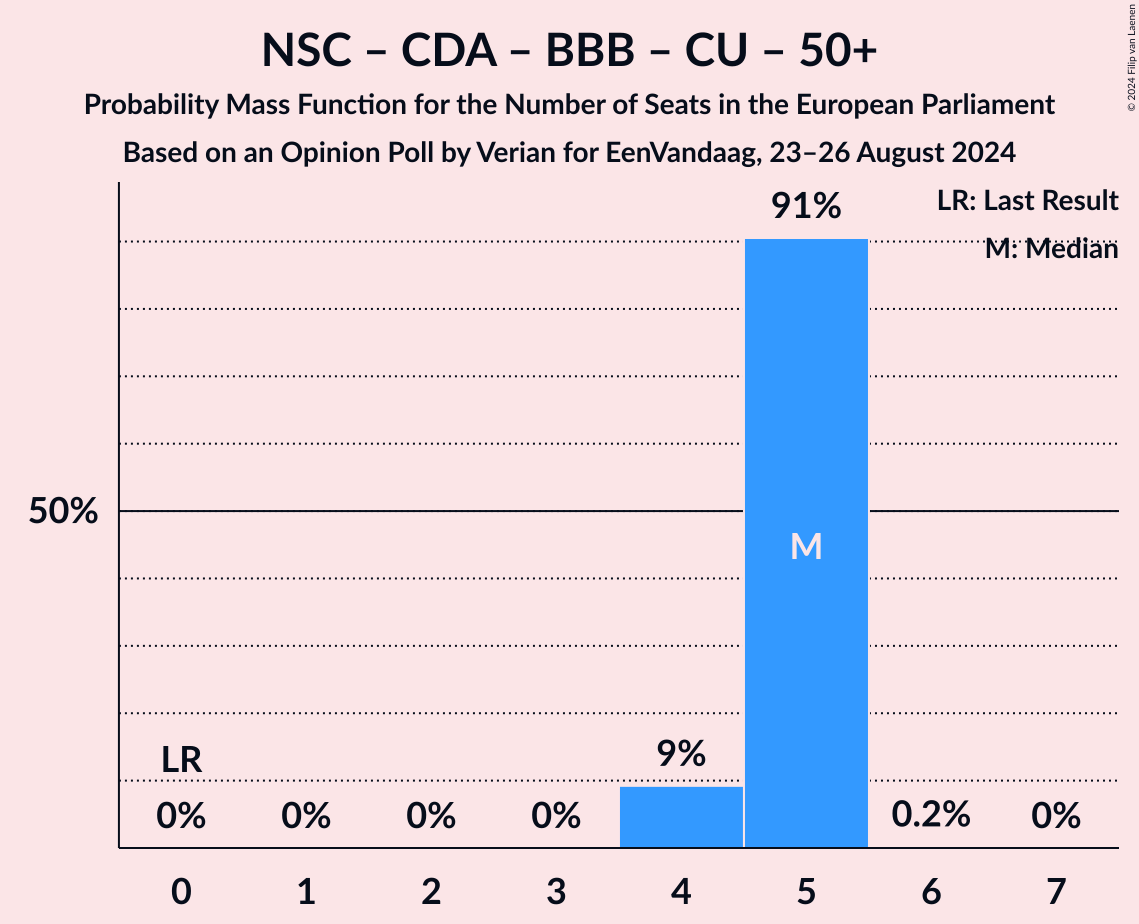 NSC – CDA – BBB – CU – 50+
Probability Mass Function for the Number of Seats in the European Parliament
Based on an Opinion Poll by Verian for EenVandaag, 23–26 August 2024
© 2024 Filip van Laenen
LR: Last Result
M: Median
91%
50%
M
LR
9%
0%
0%
0%
0%
0.2%
0%
0
1
2
3
4
5
6
7